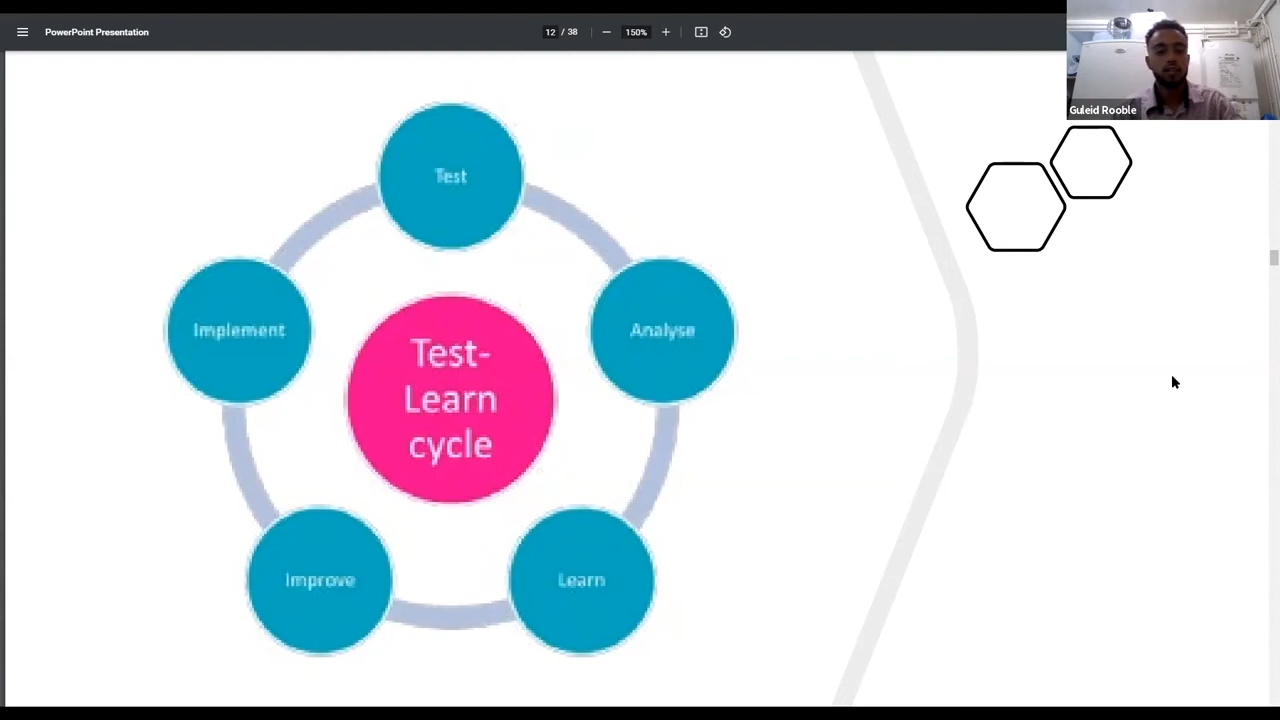 PowerPoint Presentation
12 / 38
150%
Guleid Rooble
Test
Analyse
Learn
Improve
Implement
Test-
Learn
cycle